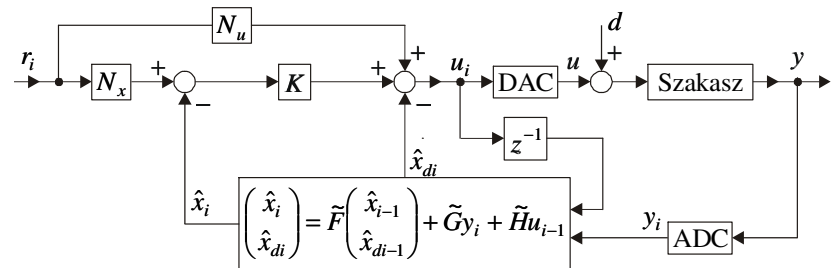 N_u
d
r_i + + u_i u + y
N_x + K DAC Szakasz
− −
z^{-1}
x̂_i x̂_{di}
(x̂_i x̂_{di}) = F̃ (x̂_{i-1} x̂_{di-1}) + G̃y_i + H̃u_{i-1}
y_i ADC